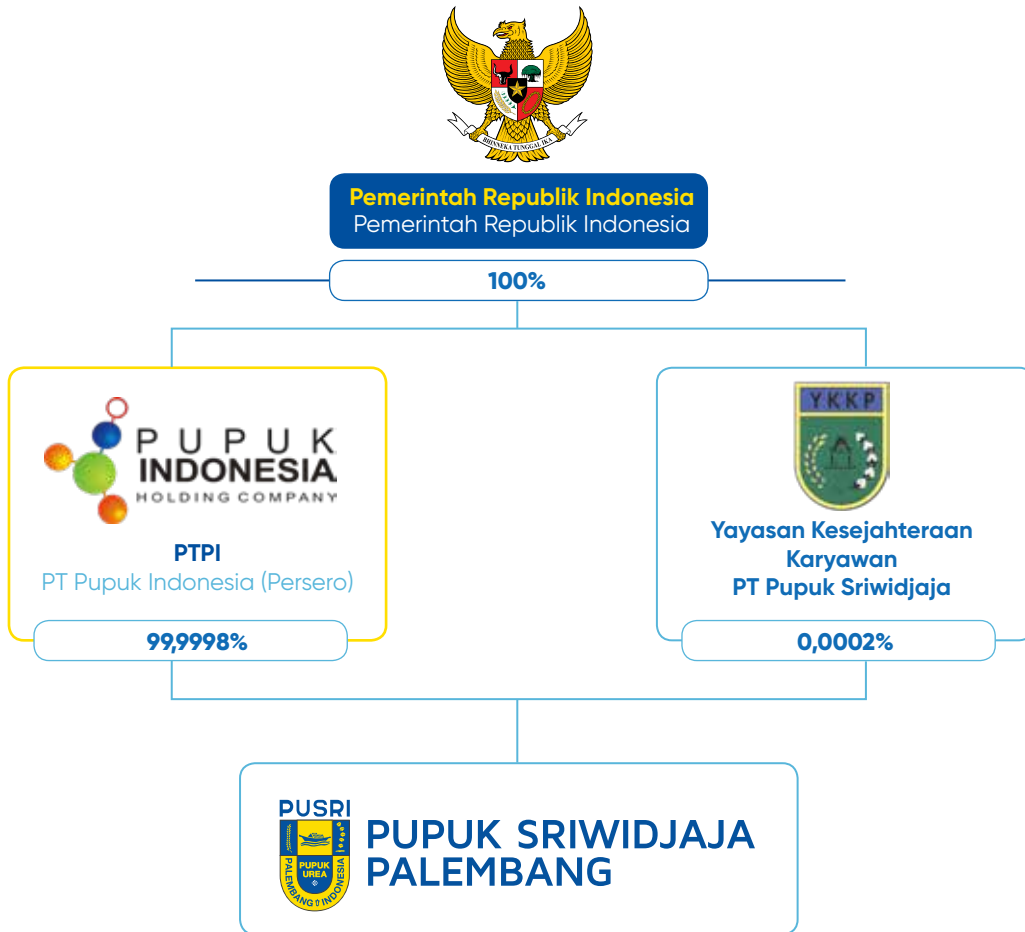 BHINNEKA TUNGGAL IKA
Pemerintah Republik Indonesia
Pemerintah Republik Indonesia
100%
PUPUK
INDONESIA
HOLDING COMPANY
PTPI
PT Pupuk Indonesia (Persero)
99,9998%
YKKP
Yayasan Kesejahteraan
Karyawan
PT Pupuk Sriwidjaja
0,0002%
PUSRI
PUPUK
UREA
PALEMBANG INDONESIA
PUPUK SRIWIDJAJA
PALEMBANG